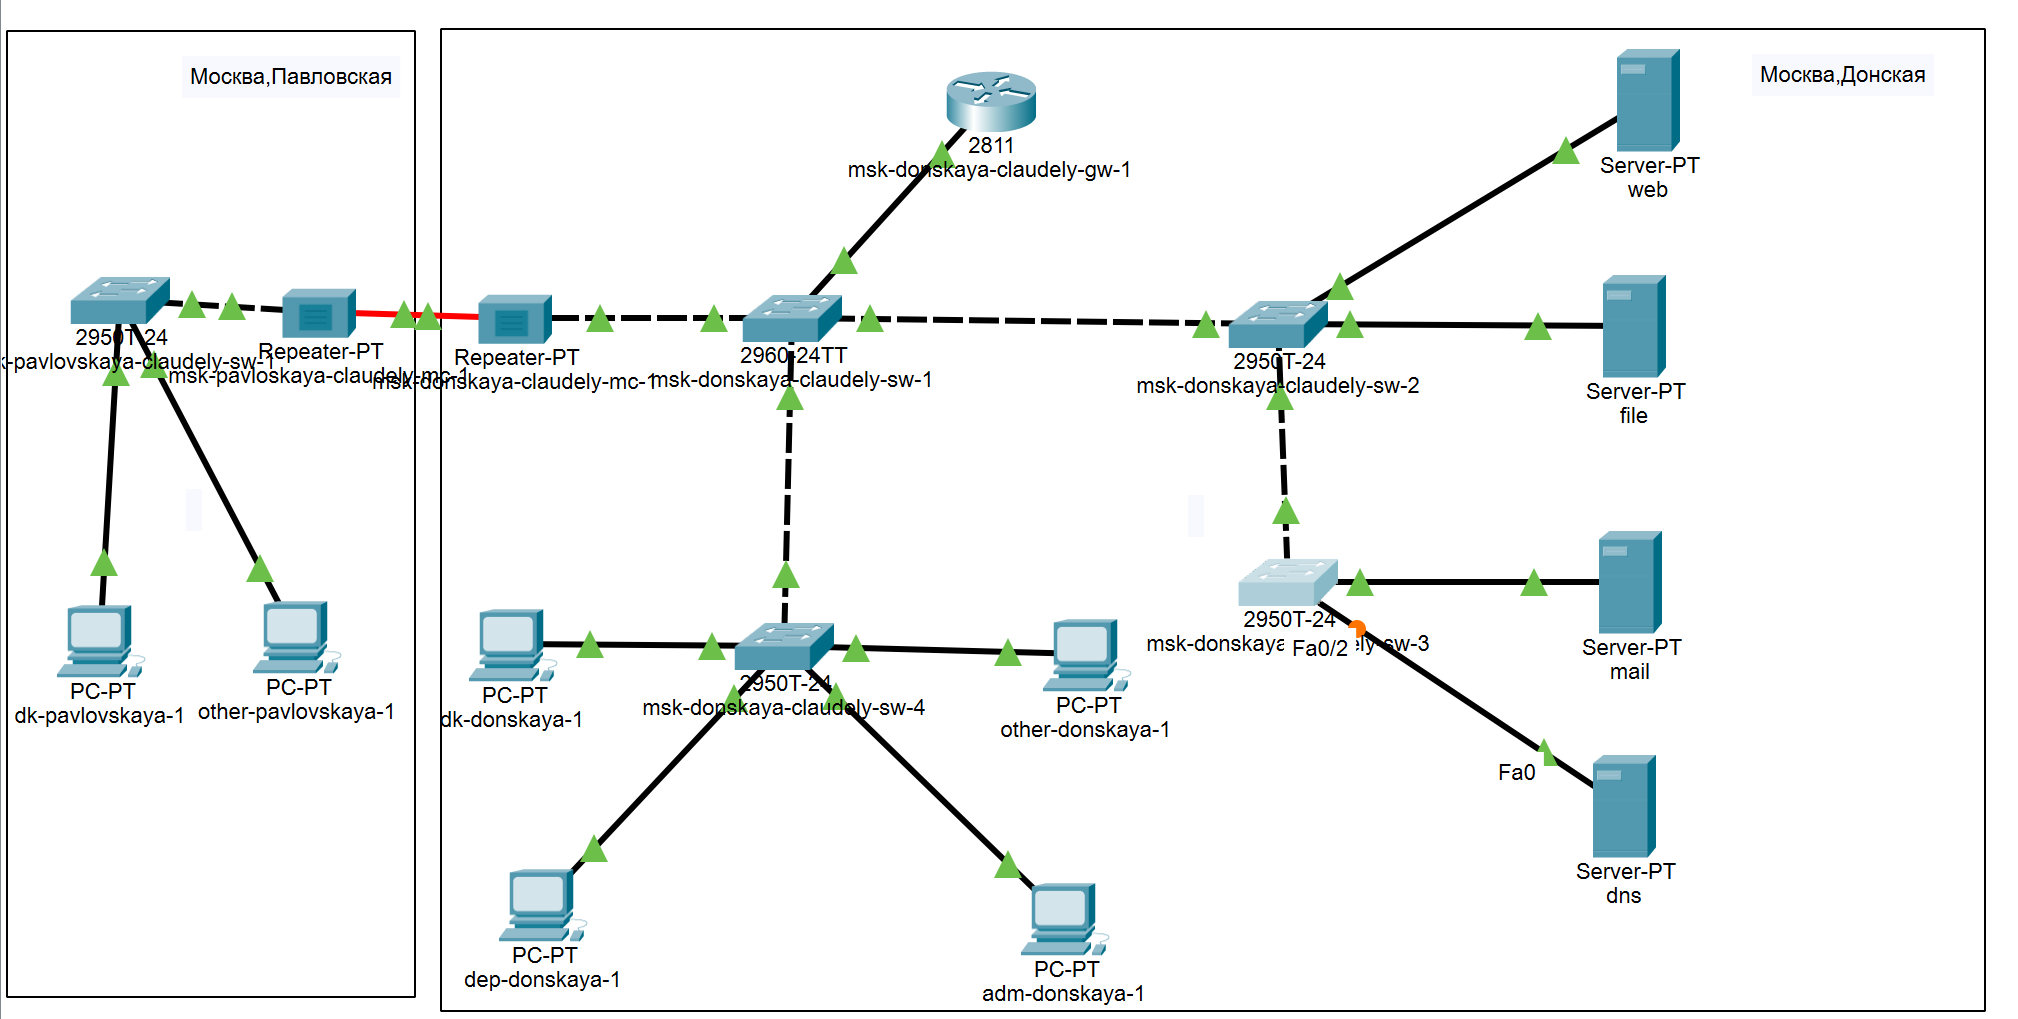 Москва,Павловская
Москва,Донская
2811
msk-donskaya-claudely-gw-1
Server-PT
web
2950T-24
k-pavlovskaya-claudely-sw-1
Repeater-PT
msk-pavloskaya-claudely-mc-1
Repeater-PT
msk-donskaya-claudely-mc-1
2960-24TT
msk-donskaya-claudely-sw-1
2950T-24
msk-donskaya-claudely-sw-2
Server-PT
file
2950T-24
msk-donskaya
ely-sw-3
Fa0/2
Server-PT
mail
PC-PT
dk-pavlovskaya-1
PC-PT
other-pavlovskaya-1
PC-PT
dk-donskaya-1
2950T-24
msk-donskaya-claudely-sw-4
PC-PT
other-donskaya-1
Fa0
Server-PT
dns
PC-PT
dep-donskaya-1
PC-PT
adm-donskaya-1